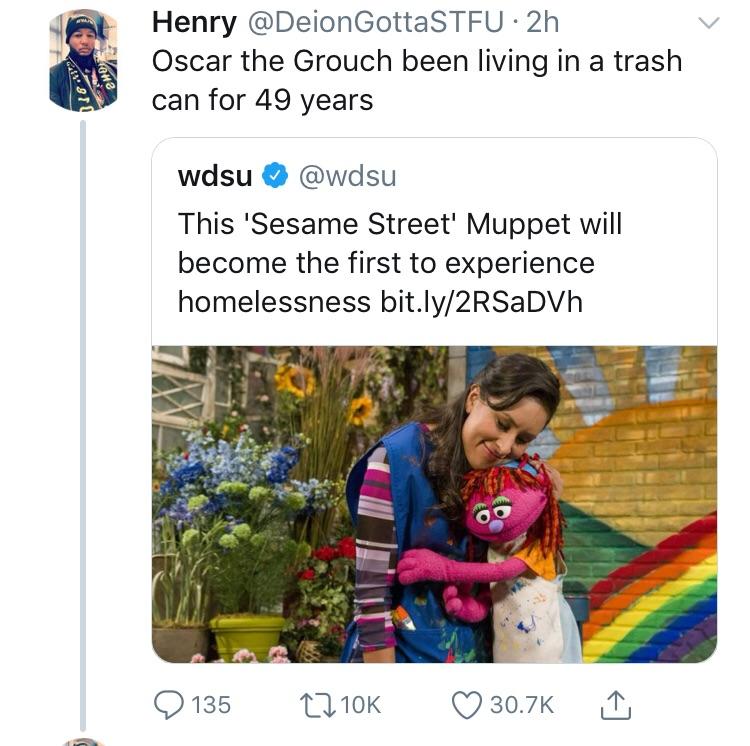 Henry @DeionGottaSTFU · 2h
Oscar the Grouch been living in a trash
can for 49 years
wdsu @wdsu
This 'Sesame Street' Muppet will
become the first to experience
homelessness bit.ly/2RSaDVh
135 10K 30.7K